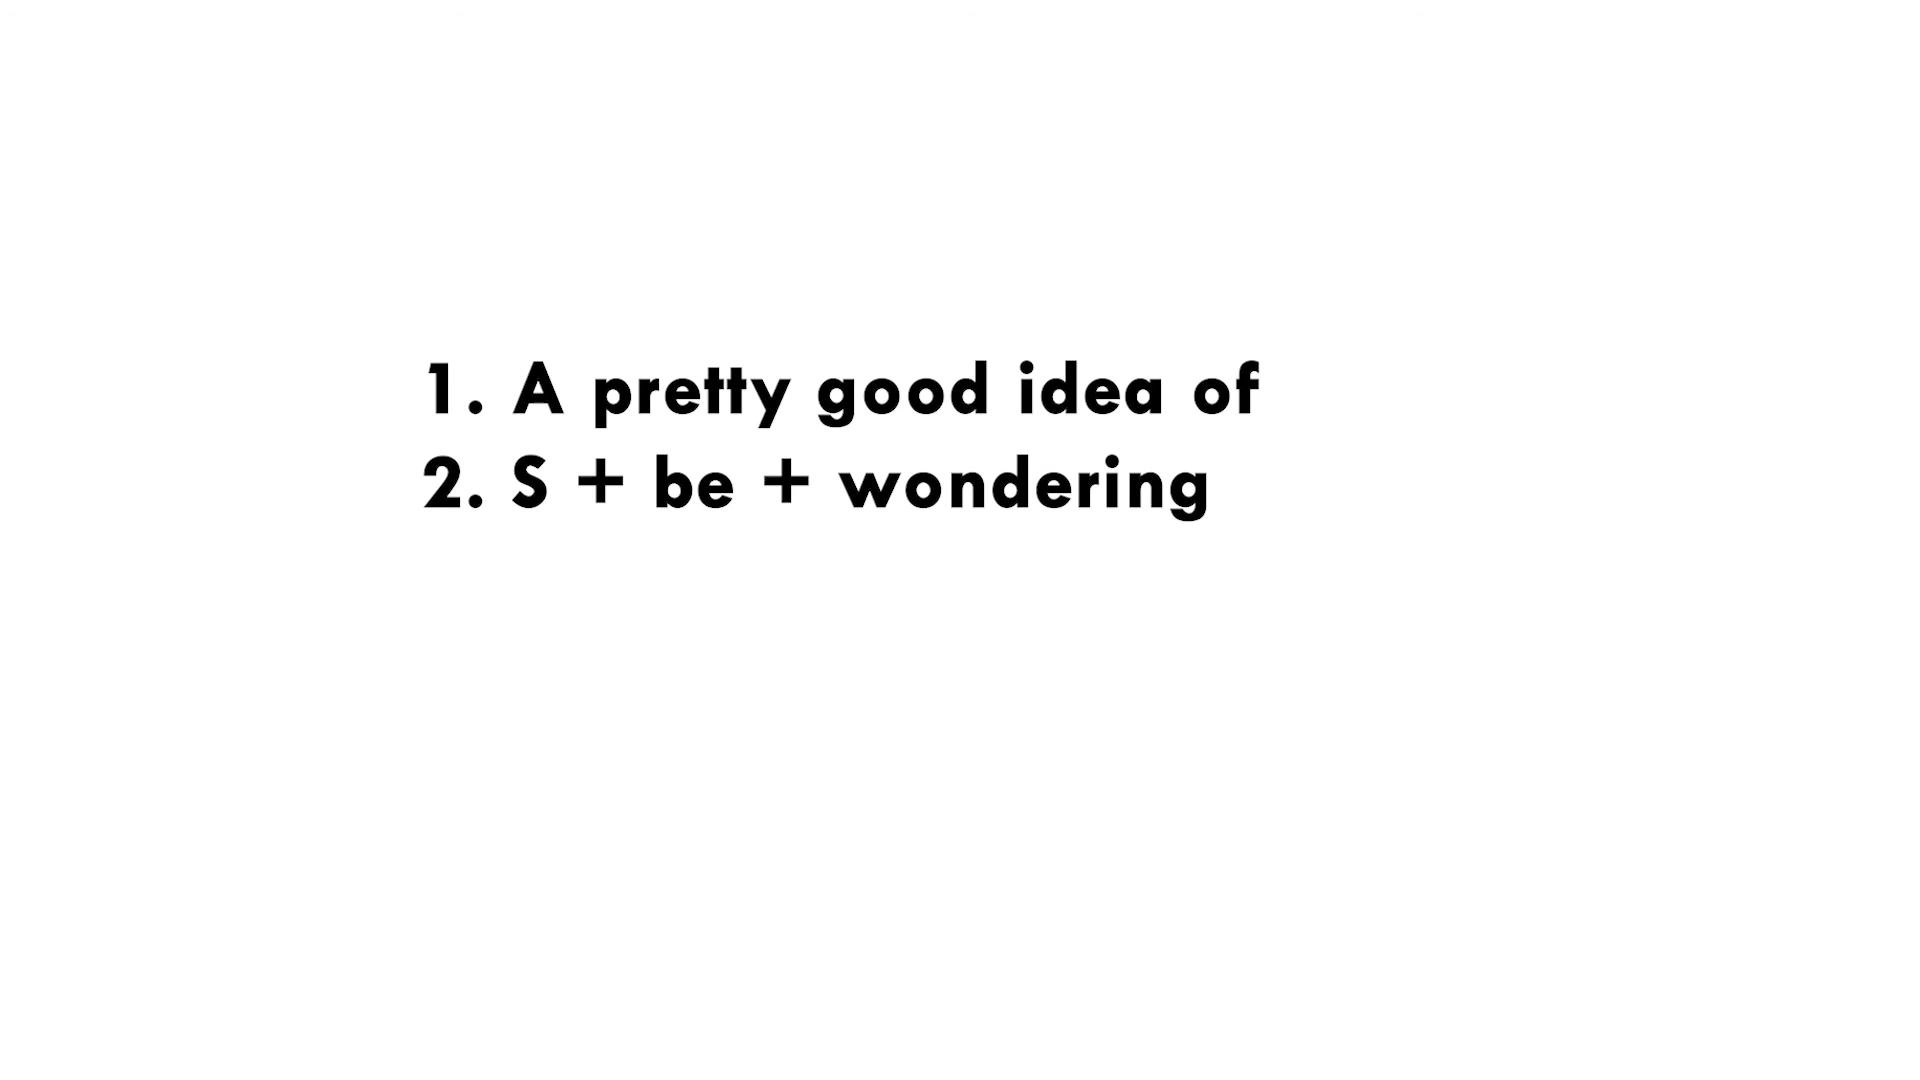 1. A pretty good idea of
2. S + be + wondering